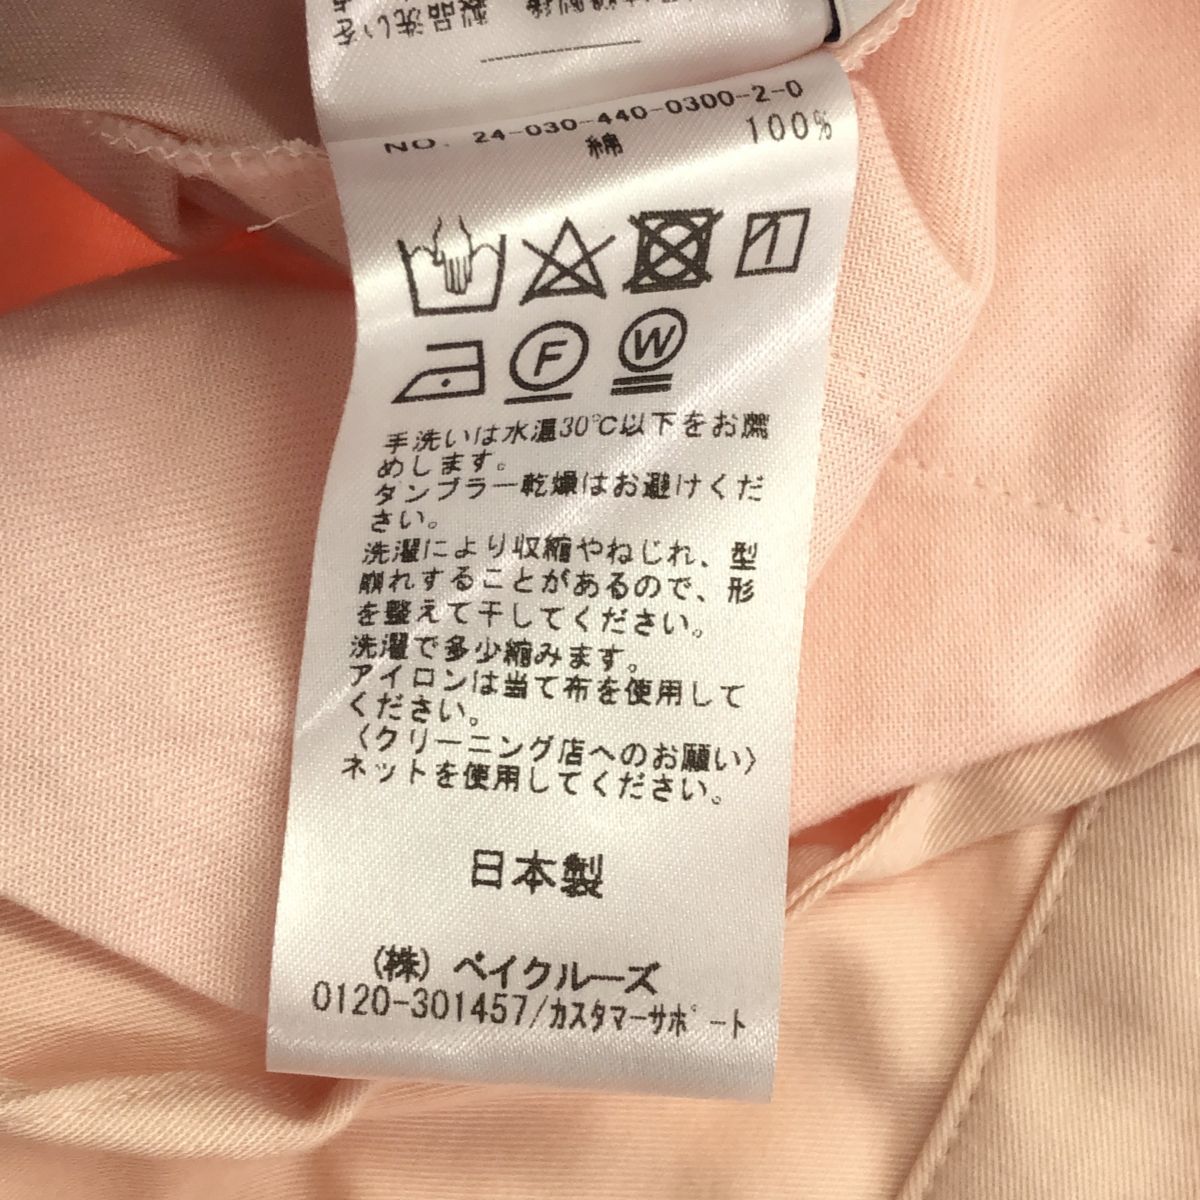 製品洗いを
NO. 24-030-440-0300-2-0
綿 100%
F W
手洗いは水温30℃以下をお薦
めします。
タンブラー乾燥はお避けくだ
さい。
洗濯により収縮やねじれ、型
崩れすることがあるので、形
を整えて干してください。
洗濯で多少縮みます。
アイロンは当て布を使用して
ください。
〈クリーニング店へのお願い〉
ネットを使用してください。
日本製
(株) ベイクルーズ
0120-301457/カスタマーサポート